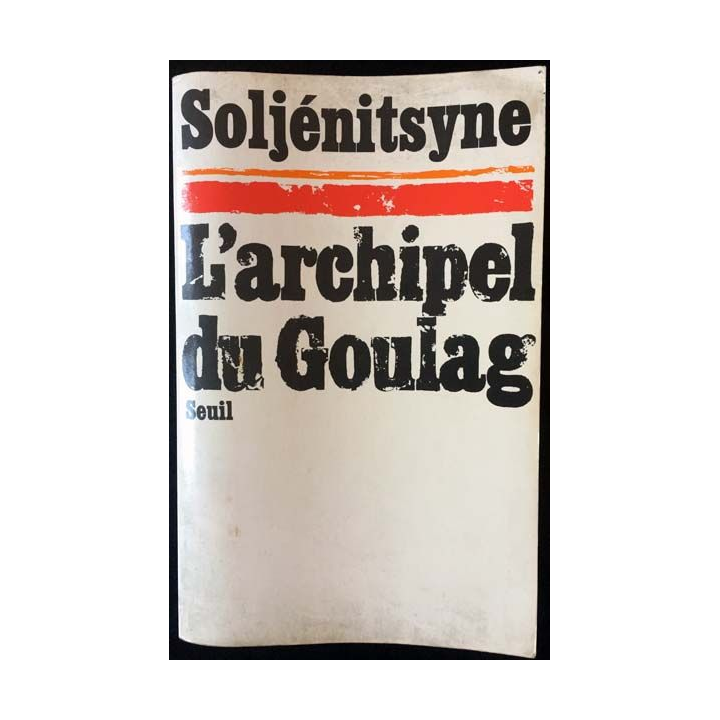 Soljénitsyne
L'archipel
du Goulag
Seuil